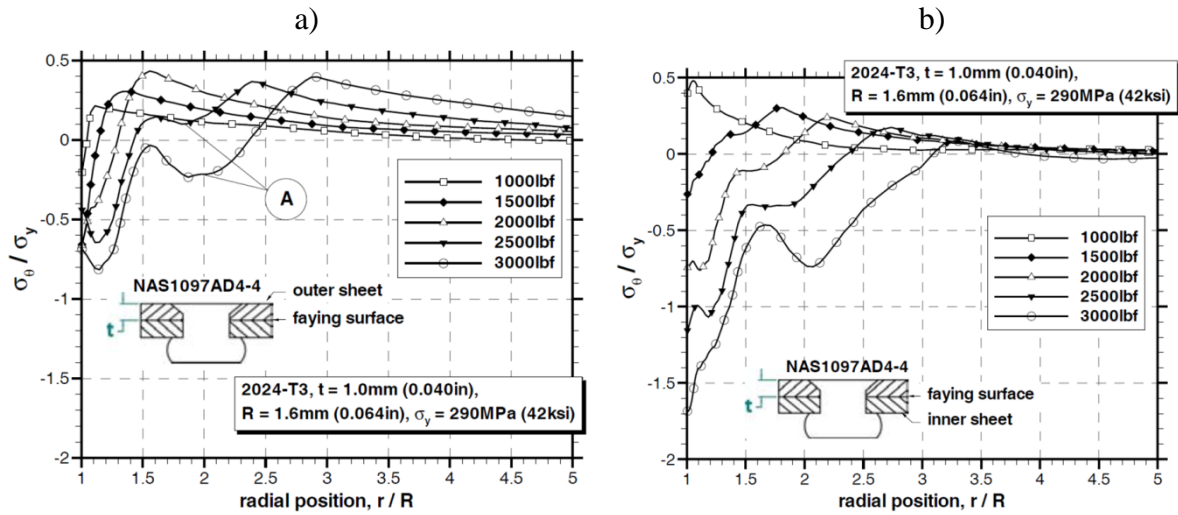 a)
0.5
0
-0.5
-1
-1.5
-2
σθ / σy
1 1.5 2 2.5 3 3.5 4 4.5 5
radial position, r / R
A
1000lbf
1500lbf
2000lbf
2500lbf
3000lbf
NAS1097AD4-4
outer sheet
faying surface
t
2024-T3, t = 1.0mm (0.040in),
R = 1.6mm (0.064in), σy = 290MPa (42ksi)
b)
2024-T3, t = 1.0mm (0.040in),
R = 1.6mm (0.064in), σy = 290MPa (42ksi)
0.5
0
-0.5
-1
-1.5
-2
σθ / σy
1 1.5 2 2.5 3 3.5 4 4.5 5
radial position, r / R
1000lbf
1500lbf
2000lbf
2500lbf
3000lbf
NAS1097AD4-4
faying surface
inner sheet
t